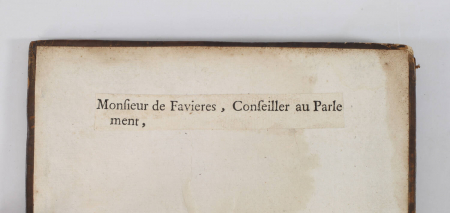 Monſieur de Favieres, Conſeiller au Parle
ment,